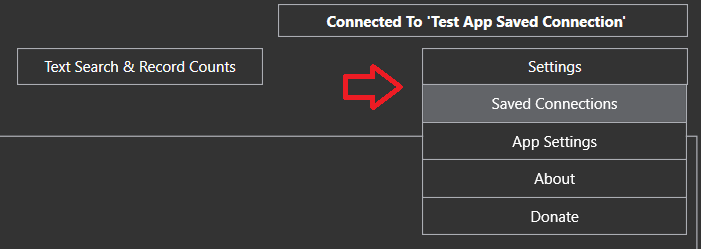 Connected To 'Test App Saved Connection'
Text Search & Record Counts
Settings
Saved Connections
App Settings
About
Donate